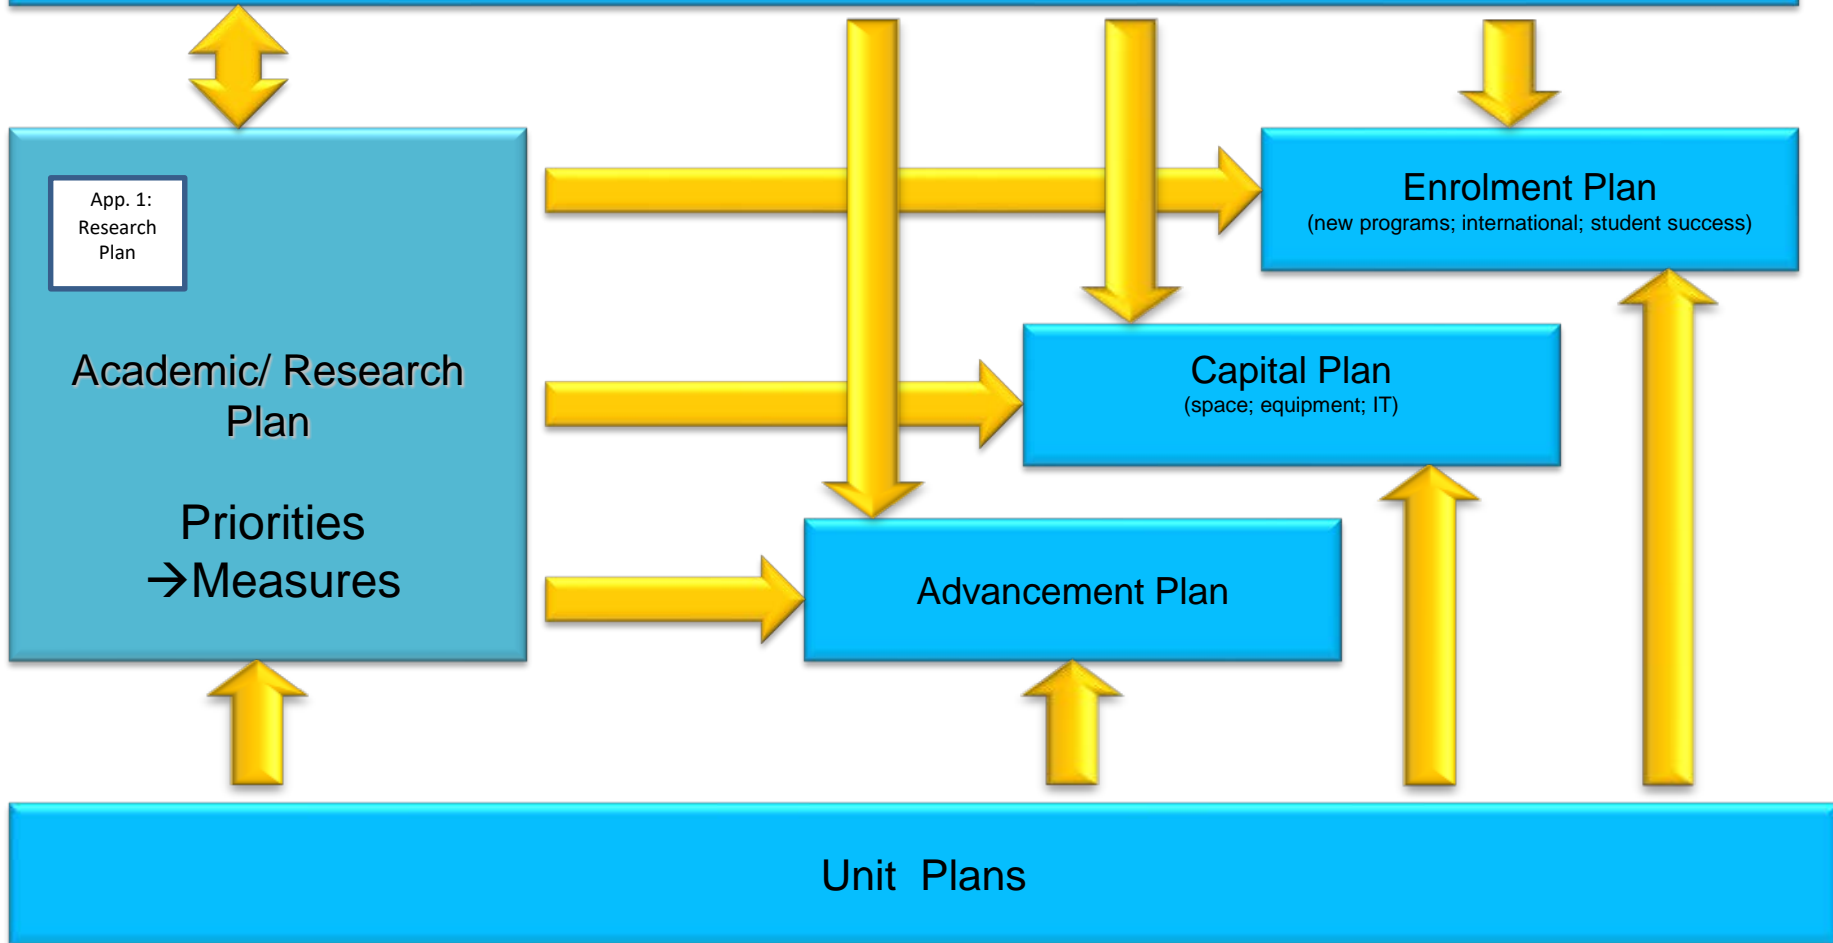 App. 1:
Research
Plan
Academic/ Research
Plan
Priorities
→Measures
Enrolment Plan
(new programs; international; student success)
Capital Plan
(space; equipment; IT)
Advancement Plan
Unit Plans